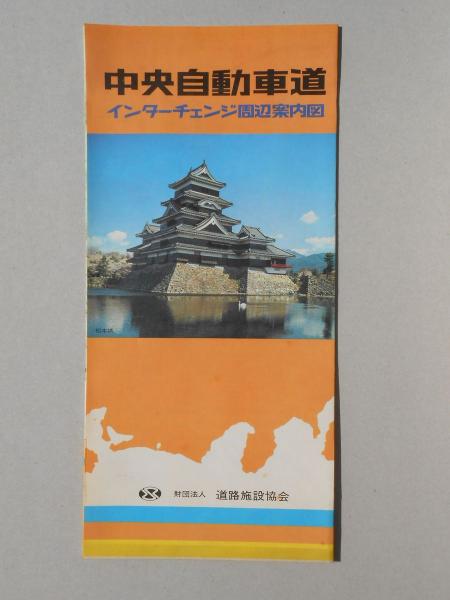 中央自動車道
インターチェンジ周辺案内図
松本城
財団法人 道路施設協会